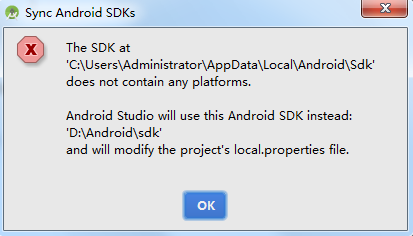 Sync Android SDKs
The SDK at
'C:\Users\Administrator\AppData\Local\Android\Sdk'
does not contain any platforms.
Android Studio will use this Android SDK instead:
'D:\Android\sdk'
and will modify the project's local.properties file.
OK